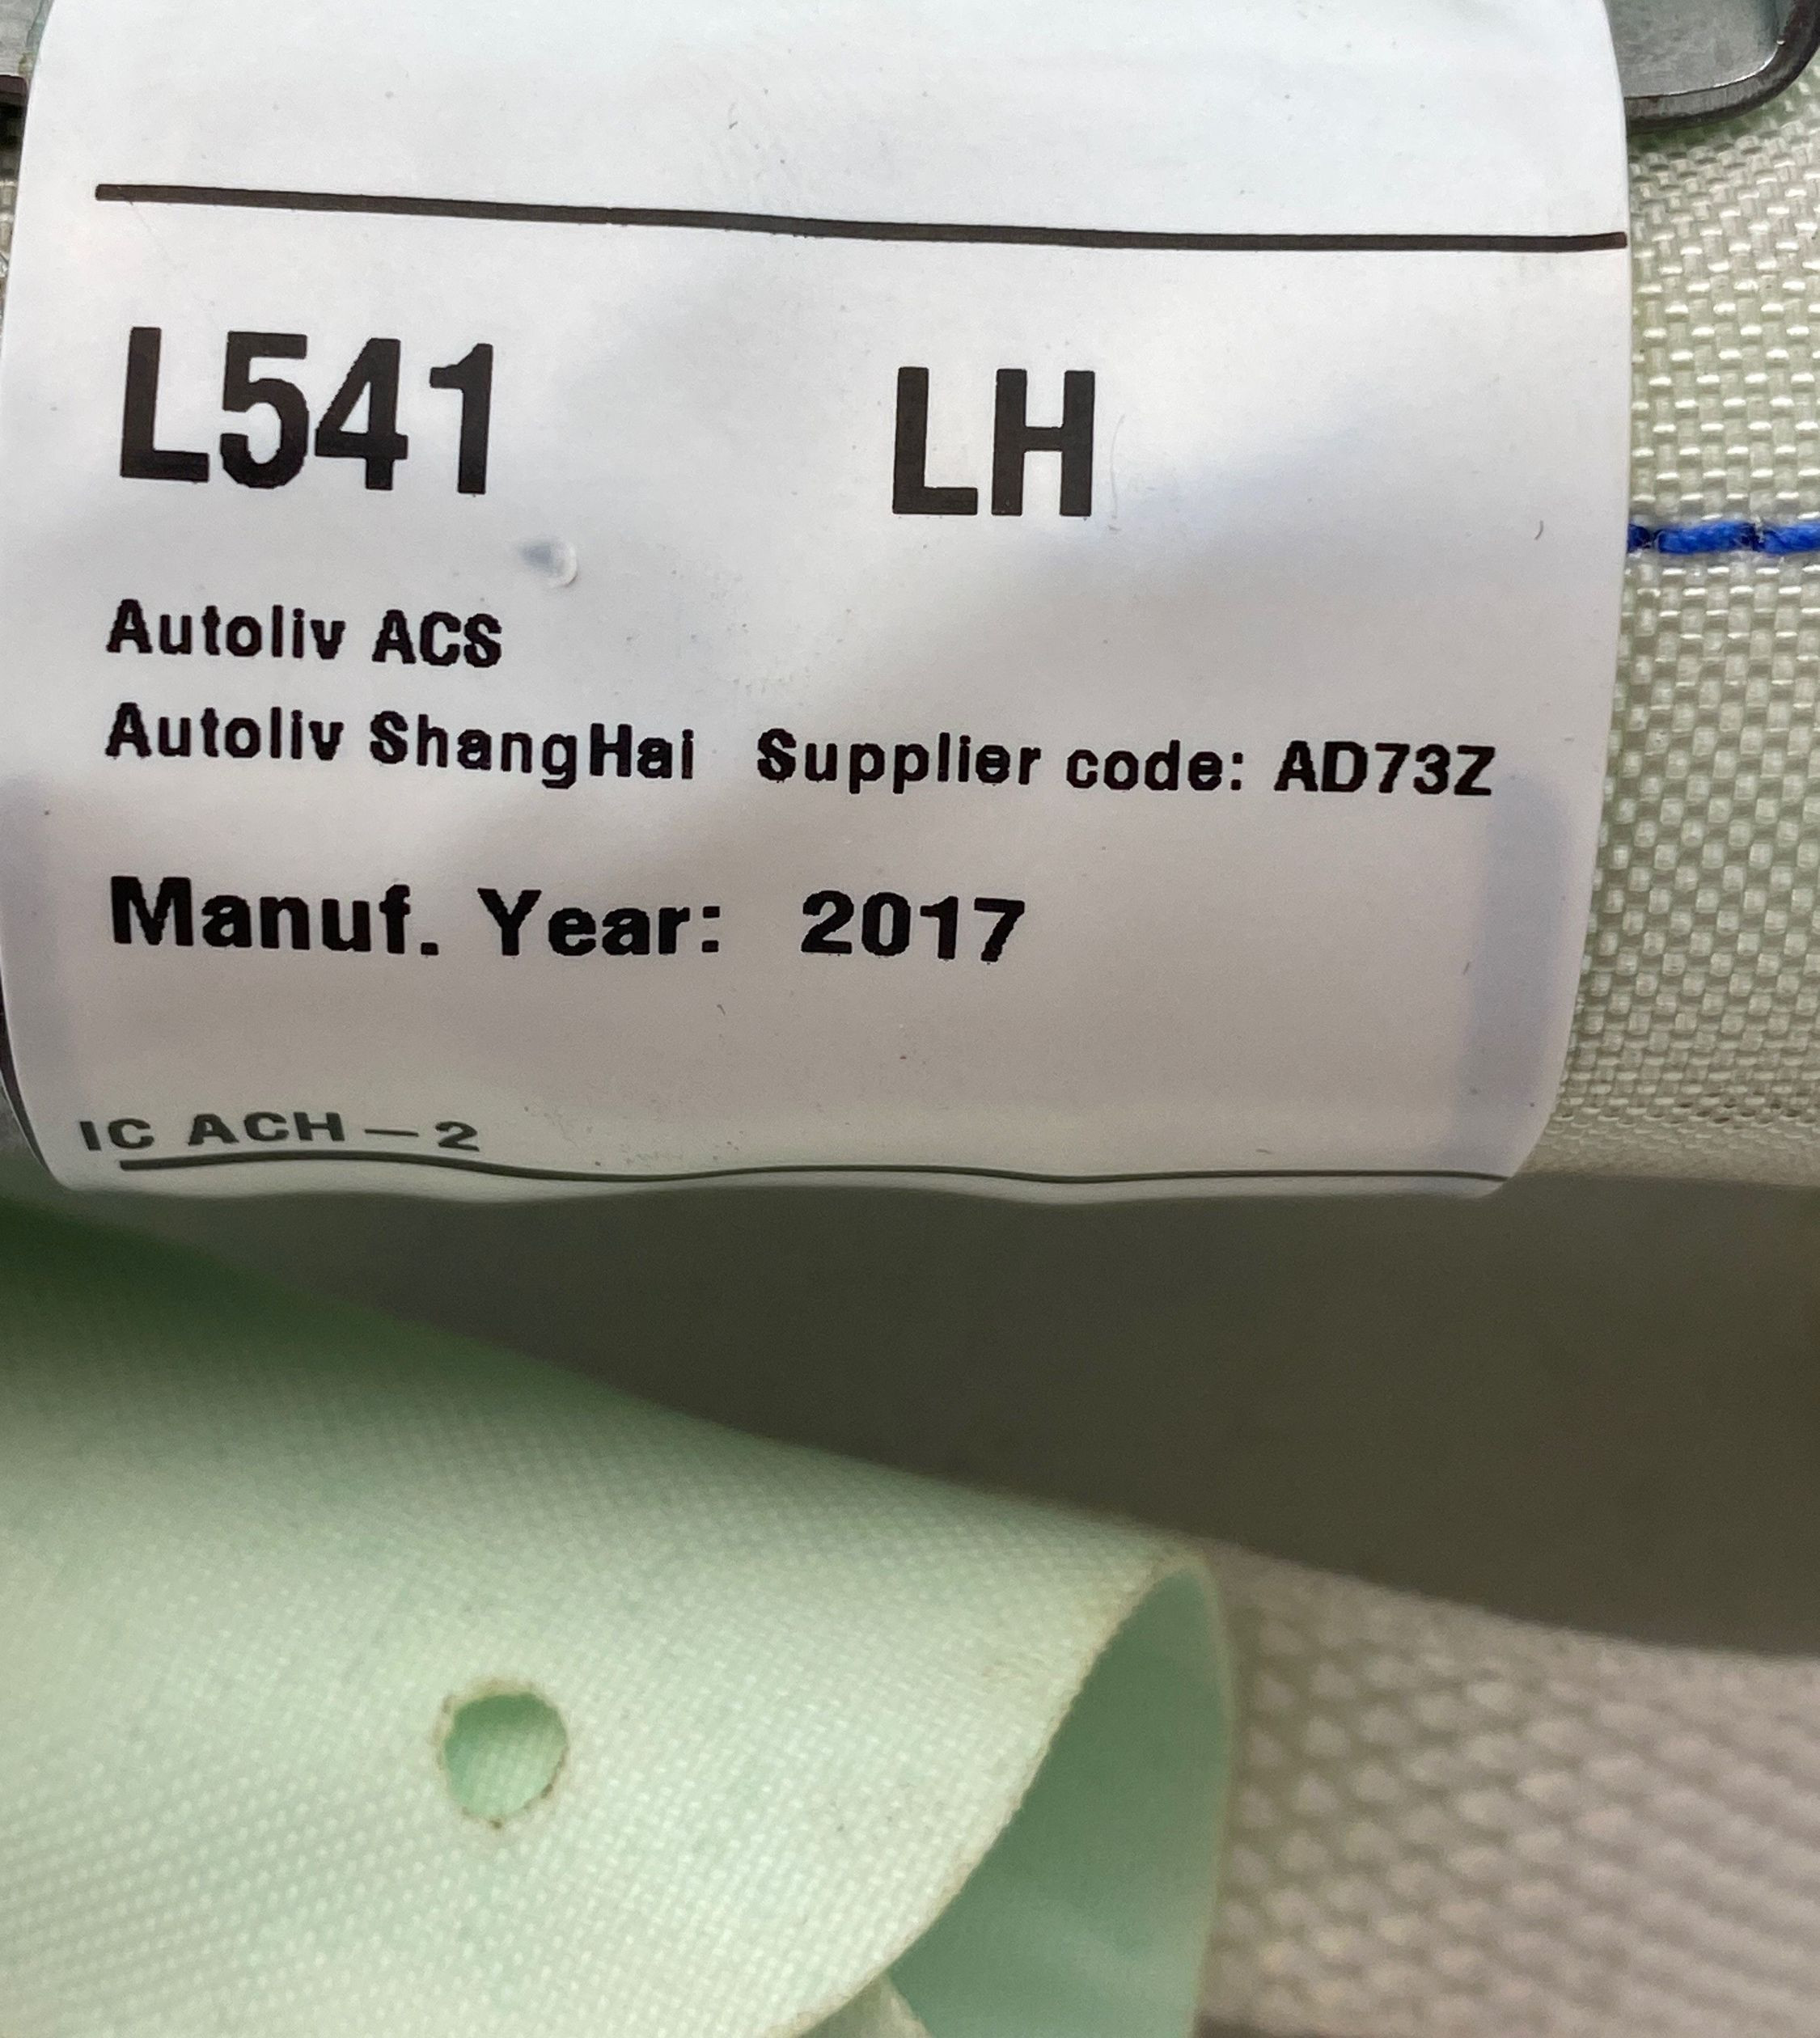 L541 LH
Autoliv ACS
Autoliv ShangHai Supplier code: AD73Z
Manuf. Year: 2017
IC ACH-2